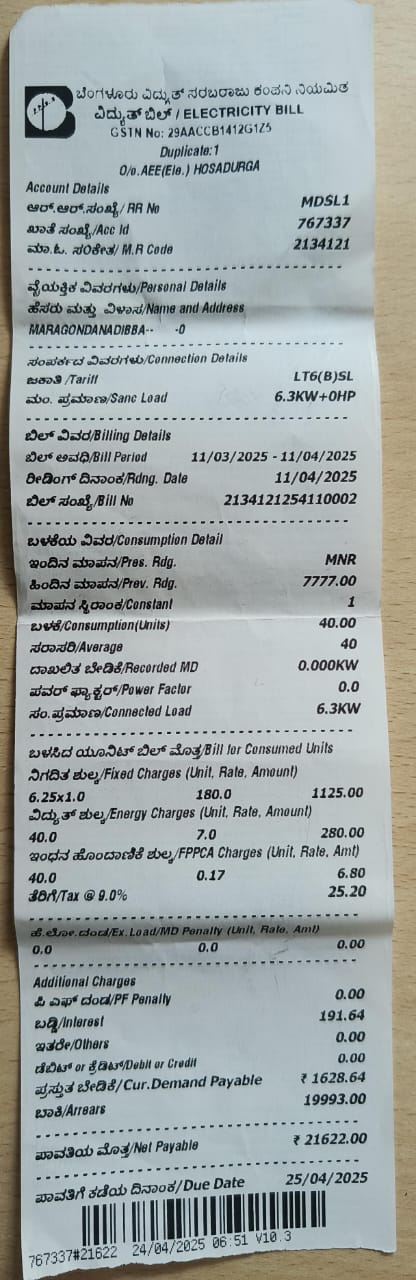 ಬೆಂಗಳೂರು ವಿದ್ಯುತ್ ಸರಬರಾಜು ಕಂಪನಿ ನಿಯಮಿತ
ವಿದ್ಯುತ್ ಬಿಲ್ / ELECTRICITY BILL
GSTN No: 29AACCB1412G1Z5
Duplicate:1
O/o.AEE(Ele.) HOSADURGA
Account Details
ಆರ್.ಆರ್.ಸಂಖ್ಯೆ/ RR No MDSL1
ಖಾತೆ ಸಂಖ್ಯೆ/Acc Id 767337
ಮಾ.ಓ. ಸಂಕೇತ/ M.R Code 2134121
ವೈಯಕ್ತಿಕ ವಿವರಗಳು/Personal Details
ಹೆಸರು ಮತ್ತು ವಿಳಾಸ/Name and Address
MARAGONDANADIBBA-- -0
ಸಂಪರ್ಕದ ವಿವರಗಳು/Connection Details
ಜಕಾತಿ /Tariff LT6(B)SL
ಮಂ. ಪ್ರಮಾಣ/Sanc Load 6.3KW+0HP
ಬಿಲ್ ವಿವರ/Billing Details
ಬಿಲ್ ಅವಧಿ/Bill Period 11/03/2025 - 11/04/2025
ರೀಡಿಂಗ್ ದಿನಾಂಕ/Rdng. Date 11/04/2025
ಬಿಲ್ ಸಂಖ್ಯೆ/Bill No 2134121254110002
ಬಳಕೆಯ ವಿವರ/Consumption Detail
ಇಂದಿನ ಮಾಪನ/Pres. Rdg. MNR
ಹಿಂದಿನ ಮಾಪನ/Prev. Rdg. 7777.00
ಮಾಪನ ಸ್ಥಿರಾಂಕ/Constant 1
ಬಳಕೆ/Consumption(Units) 40.00
ಸರಾಸರಿ/Average 40
ದಾಖಲಿತ ಬೇಡಿಕೆ/Recorded MD 0.000KW
ಪವರ್ ಫ್ಯಾಕ್ಟರ್/Power Factor 0.0
ಸಂ.ಪ್ರಮಾಣ/Connected Load 6.3KW
ಬಳಸಿದ ಯೂನಿಟ್ ಬಿಲ್ ಮೊತ್ತ/Bill for Consumed Units
ನಿಗದಿತ ಶುಲ್ಕ/Fixed Charges (Unit, Rate, Amount)
6.25x1.0 180.0 1125.00
ವಿದ್ಯುತ್ ಶುಲ್ಕ/Energy Charges (Unit, Rate, Amount)
40.0 7.0 280.00
ಇಂಧನ ಹೊಂದಾಣಿಕೆ ಶುಲ್ಕ/FPPCA Charges (Unit, Rate, Amt)
40.0 0.17 6.80
ತೆರಿಗೆ/Tax @ 9.0% 25.20
ಹೆ.ಲೋ.ದಂಡ/Ex.Load/MD Penalty (Unit, Rate, Amt)
0.0 0.0 0.00
Additional Charges
ಪಿ ಎಫ್ ದಂಡ/PF Penalty 0.00
ಬಡ್ಡಿ/Interest 191.64
ಇತರೇ/Others 0.00
ಡೆಬಿಟ್ or ಕ್ರೆಡಿಟ್/Debit or Credit 0.00
ಪ್ರಸ್ತುತ ಬೇಡಿಕೆ/Cur.Demand Payable ₹ 1628.64
ಬಾಕಿ/Arrears 19993.00
ಪಾವತಿಯ ಮೊತ್ತ/Net Payable ₹ 21622.00
ಪಾವತಿಗೆ ಕಡೆಯ ದಿನಾಂಕ/Due Date 25/04/2025
767337#21622 24/04/2025 06:51 V10.3